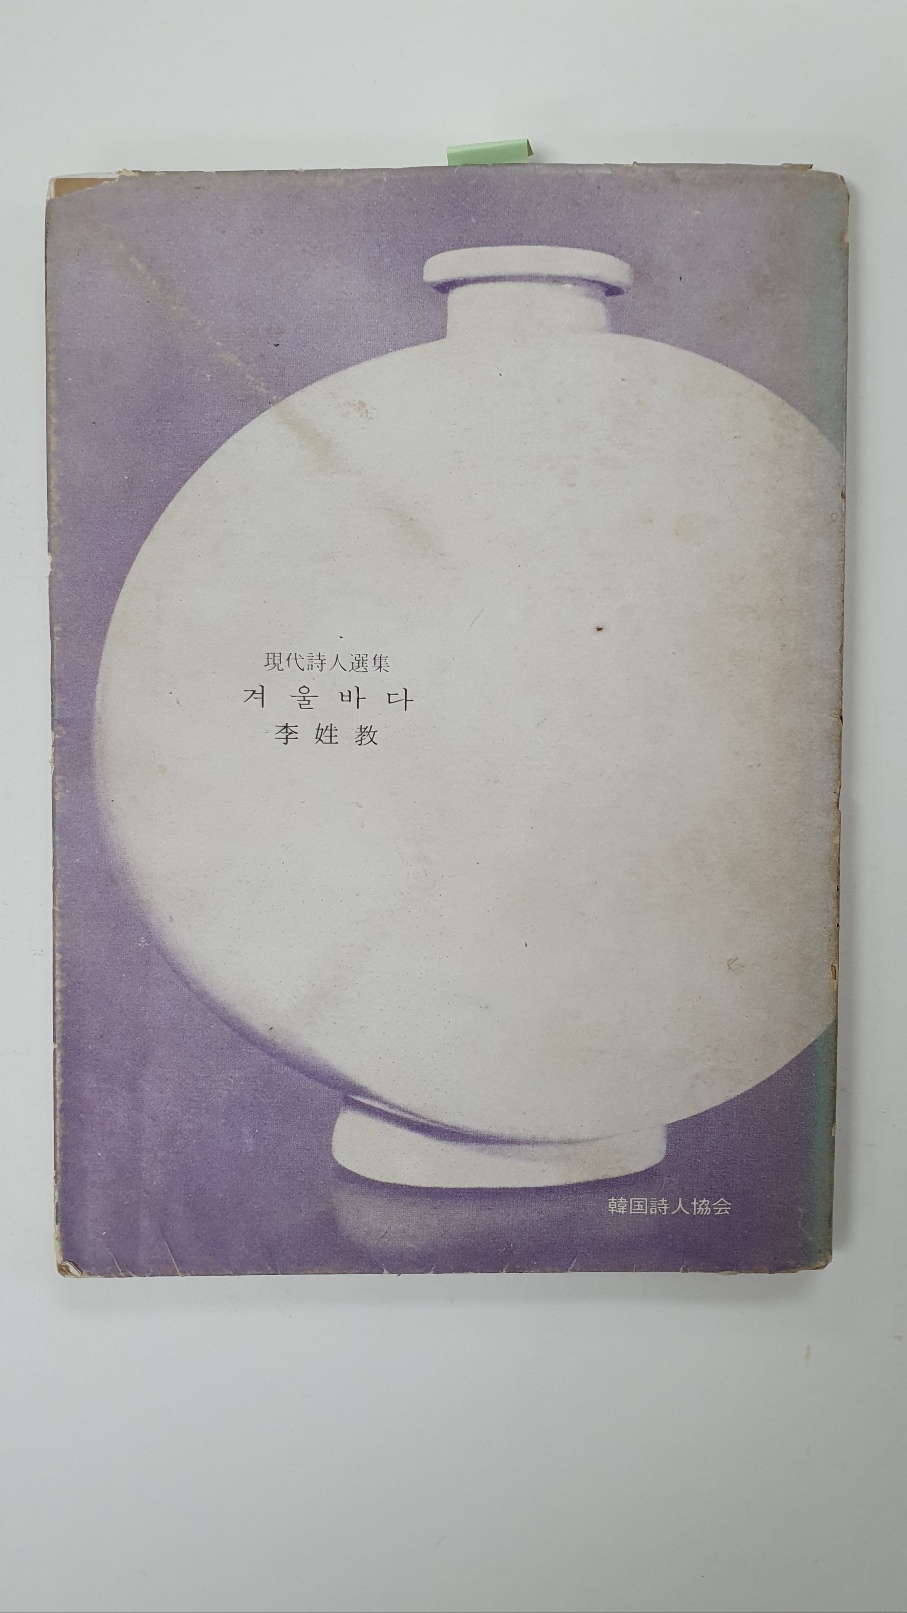 現代詩人選集
겨울바다
李姓教
韓国詩人協会